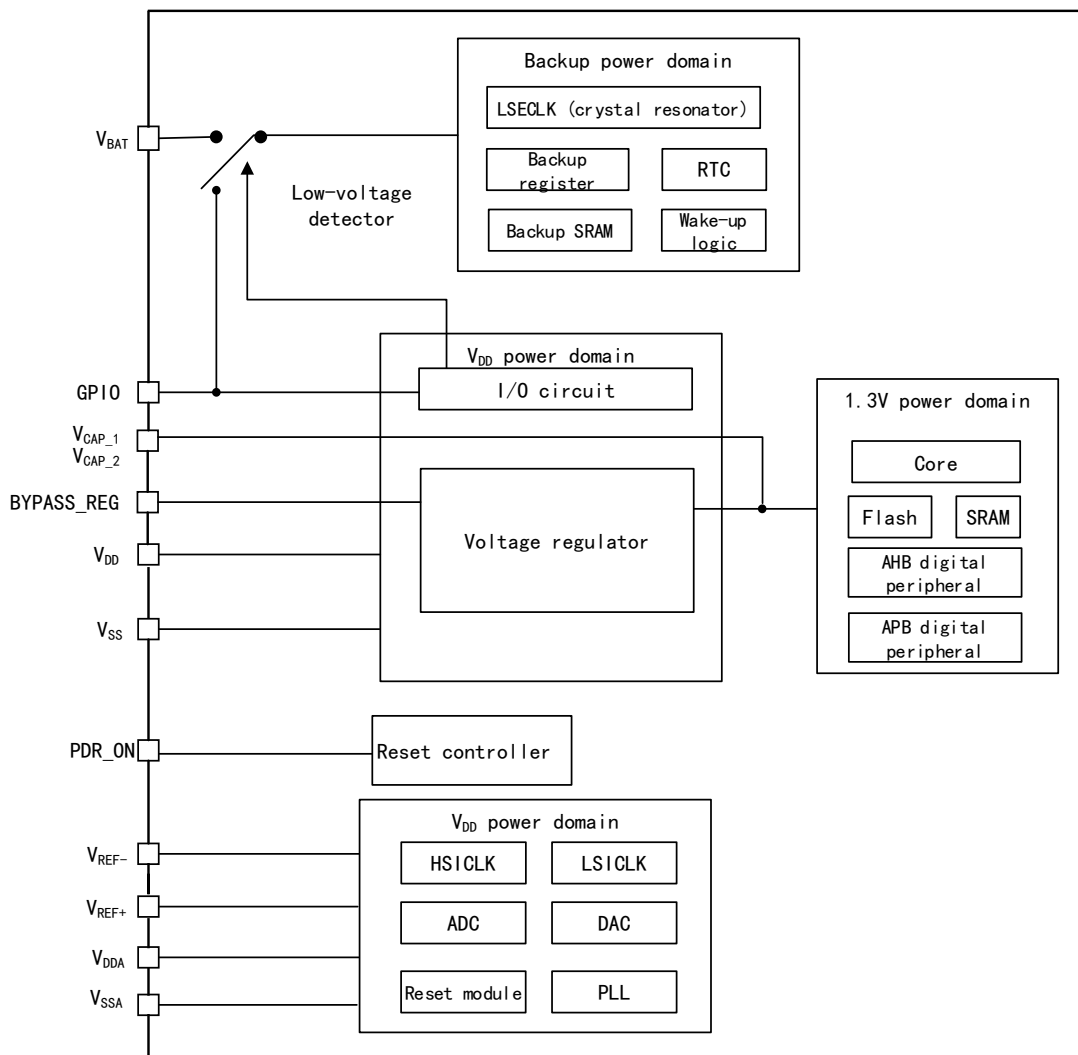 Backup power domain
LSECLK (crystal resonator)
Backup
register
RTC
Backup SRAM
Wake-up
logic
V_BAT
Low-voltage
detector
V_DD power domain
I/O circuit
GPIO
V_CAP_1
V_CAP_2
BYPASS_REG
Voltage regulator
V_DD
V_SS
1.3V power domain
Core
Flash
SRAM
AHB digital
peripheral
APB digital
peripheral
PDR_ON
Reset controller
V_DD power domain
V_REF-
HSICLK
LSICLK
V_REF+
ADC
DAC
V_DDA
V_SSA
Reset module
PLL